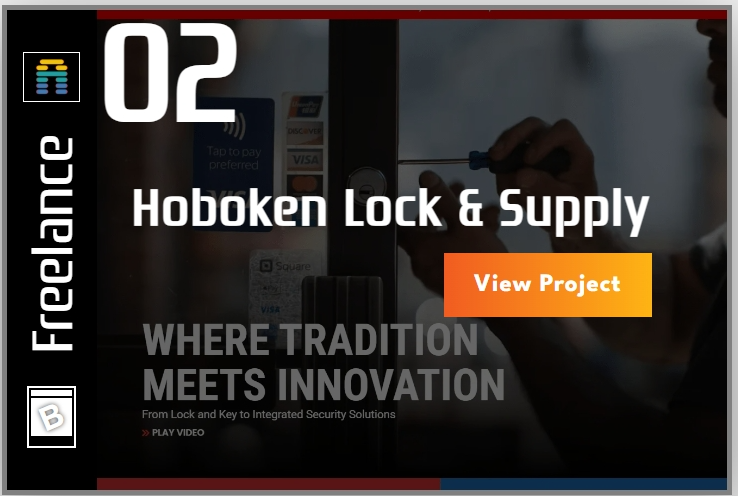 02
Freelance
Tap to pay
preferred
VISA
DISCOVER
VISA
Hoboken Lock & Supply
Square
VISA
View Project
WHERE TRADITION
MEETS INNOVATION
From Lock and Key to Integrated Security Solutions
» PLAY VIDEO
B